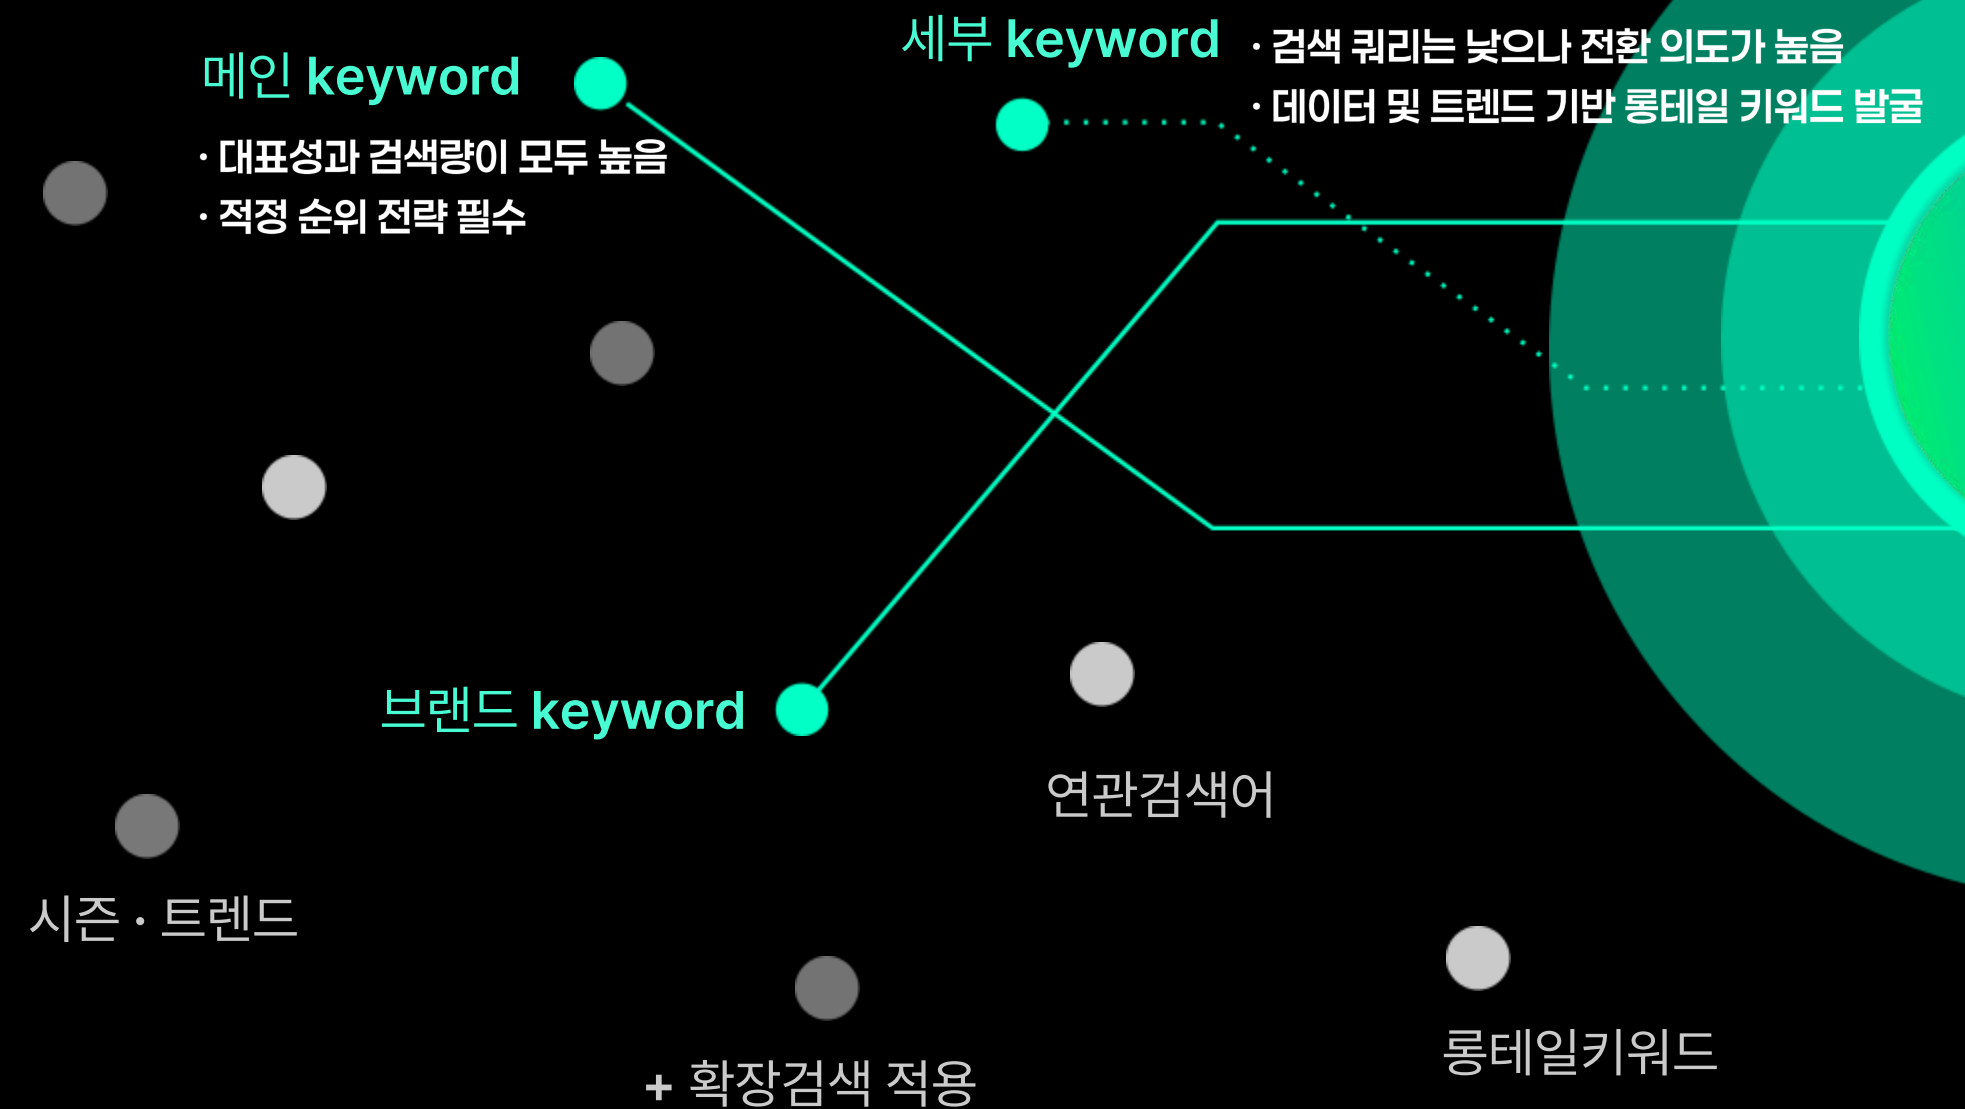 메인 keyword
· 대표성과 검색량이 모두 높음
· 적정 순위 전략 필수
세부 keyword
· 검색 쿼리는 낮으나 전환 의도가 높음
· 데이터 및 트렌드 기반 롱테일 키워드 발굴
브랜드 keyword
연관검색어
시즌 · 트렌드
롱테일키워드
+ 확장검색 적용